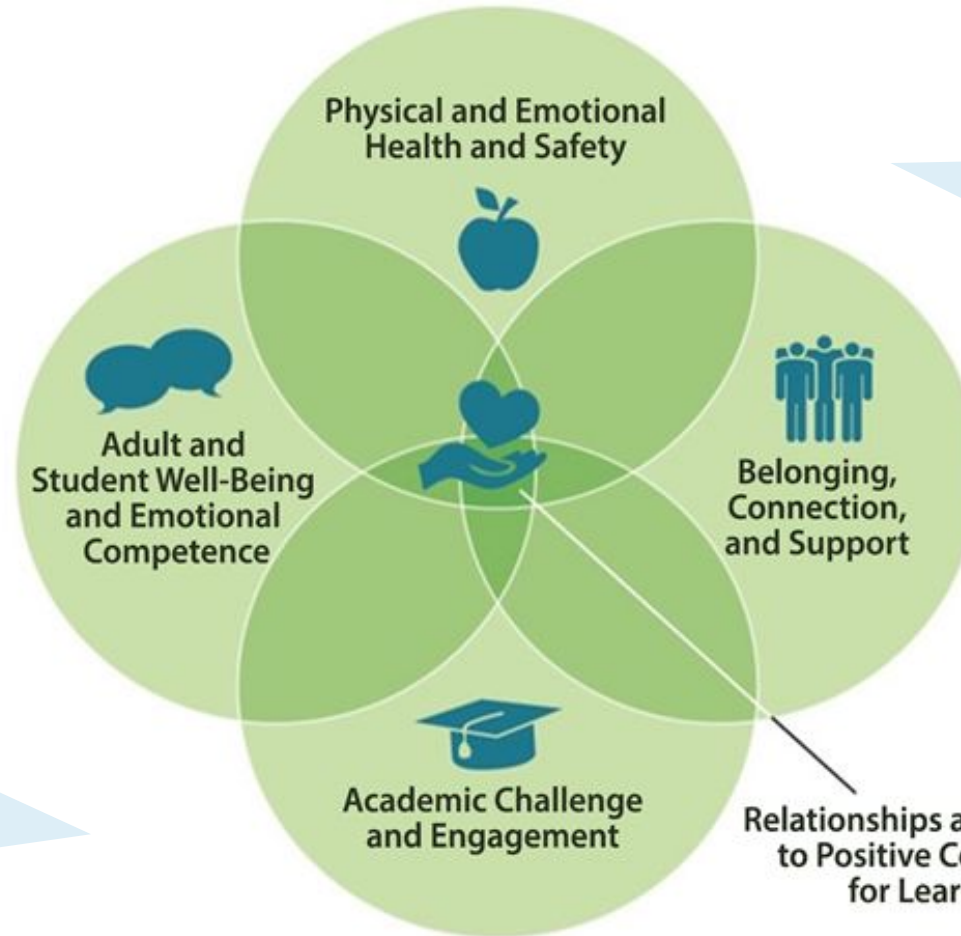 Physical and Emotional
Health and Safety
Adult and
Student Well-Being
and Emotional
Competence
Belonging,
Connection,
and Support
Academic Challenge
and Engagement
Relationships
to Positive
for